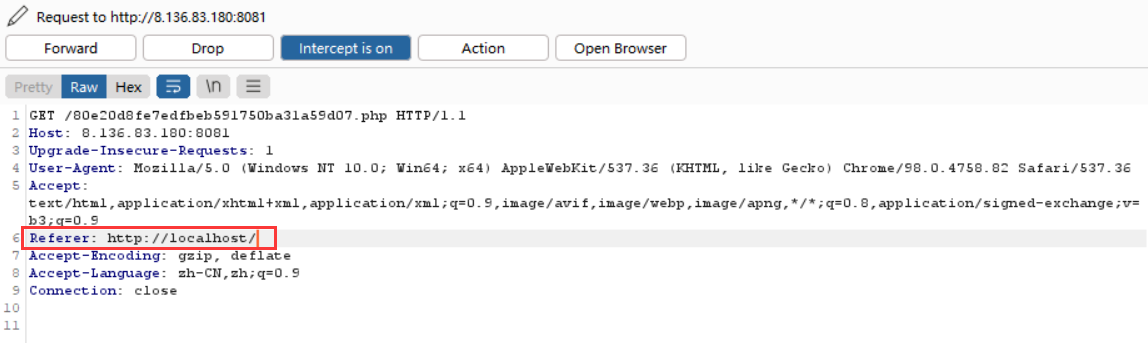 Request to http://8.136.83.180:8081
Forward Drop Intercept is on Action Open Browser
Pretty Raw Hex \n
1 GET /80e20d8fe7edfbeb591750ba31a59d07.php HTTP/1.1
2 Host: 8.136.83.180:8081
3 Upgrade-Insecure-Requests: 1
4 User-Agent: Mozilla/5.0 (Windows NT 10.0; Win64; x64) AppleWebKit/537.36 (KHTML, like Gecko) Chrome/98.0.4758.82 Safari/537.36
5 Accept:
text/html,application/xhtml+xml,application/xml;q=0.9,image/avif,image/webp,image/apng,*/*;q=0.8,application/signed-exchange;v=
b3;q=0.9
6 Referer: http://localhost/
7 Accept-Encoding: gzip, deflate
8 Accept-Language: zh-CN,zh;q=0.9
9 Connection: close
10
11